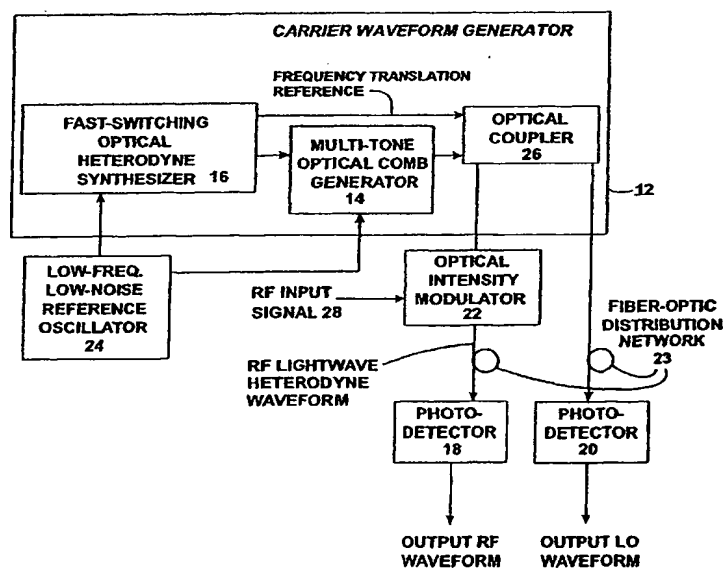 CARRIER WAVEFORM GENERATOR
FREQUENCY TRANSLATION
REFERENCE
FAST-SWITCHING
OPTICAL
HETERODYNE
SYNTHESIZER 16
MULTI-TONE
OPTICAL COMB
GENERATOR
14
OPTICAL
COUPLER
26
12
LOW-FREQ.
LOW-NOISE
REFERENCE
OSCILLATOR
24
RF INPUT
SIGNAL 28
OPTICAL
INTENSITY
MODULATOR
22
FIBER-OPTIC
DISTRIBUTION
NETWORK
23
RF LIGHTWAVE
HETERODYNE
WAVEFORM
PHOTO-
DETECTOR
18
PHOTO-
DETECTOR
20
OUTPUT RF
WAVEFORM
OUTPUT LO
WAVEFORM